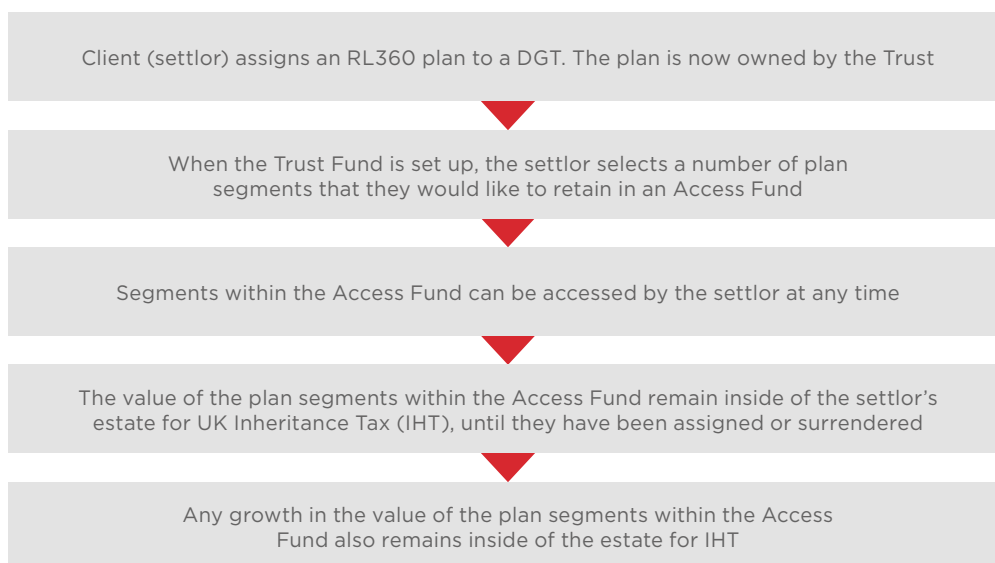 Client (settlor) assigns an RL360 plan to a DGT. The plan is now owned by the Trust
When the Trust Fund is set up, the settlor selects a number of plan
segments that they would like to retain in an Access Fund
Segments within the Access Fund can be accessed by the settlor at any time
The value of the plan segments within the Access Fund remain inside of the settlor’s
estate for UK Inheritance Tax (IHT), until they have been assigned or surrendered
Any growth in the value of the plan segments within the Access
Fund also remains inside of the estate for IHT